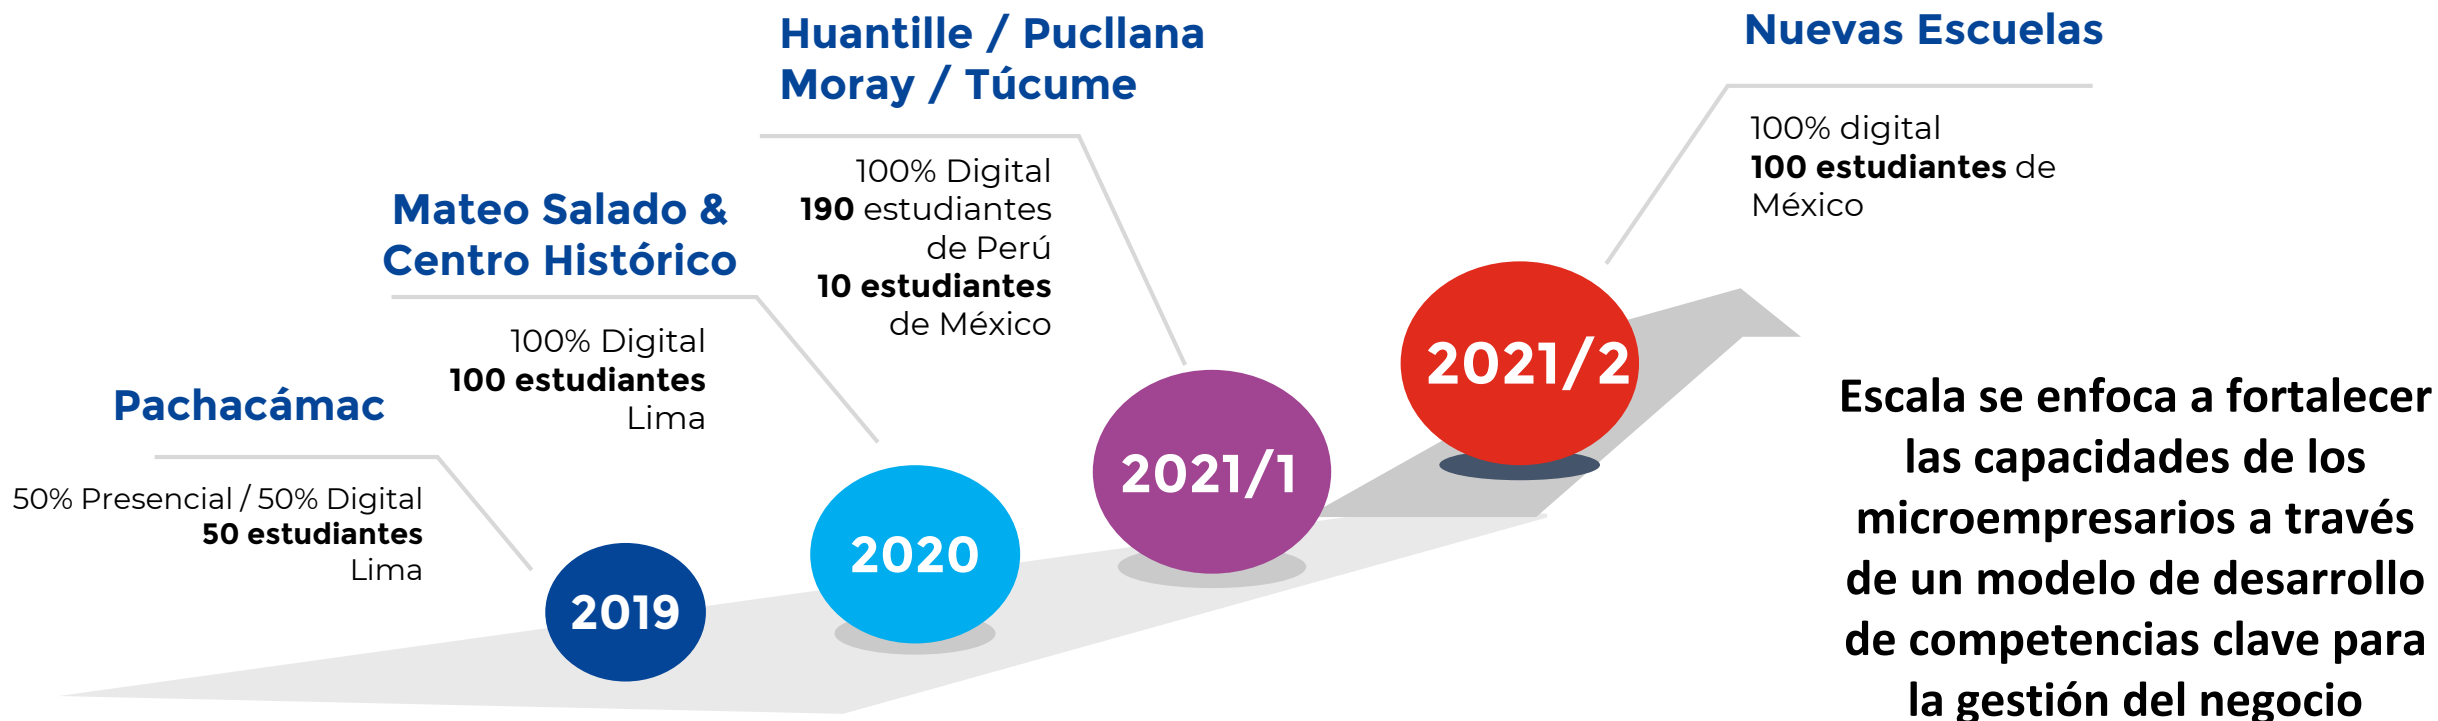 Pachacámac
50% Presencial / 50% Digital
50 estudiantes
Lima
2019
Mateo Salado &
Centro Histórico
100% Digital
100 estudiantes
Lima
2020
Huantille / Pucllana
Moray / Túcume
100% Digital
190 estudiantes
de Perú
10 estudiantes
de México
2021/1
Nuevas Escuelas
100% digital
100 estudiantes de
México
2021/2
Escala se enfoca a fortalecer
las capacidades de los
microempresarios a través
de un modelo de desarrollo
de competencias clave para
la gestión del negocio